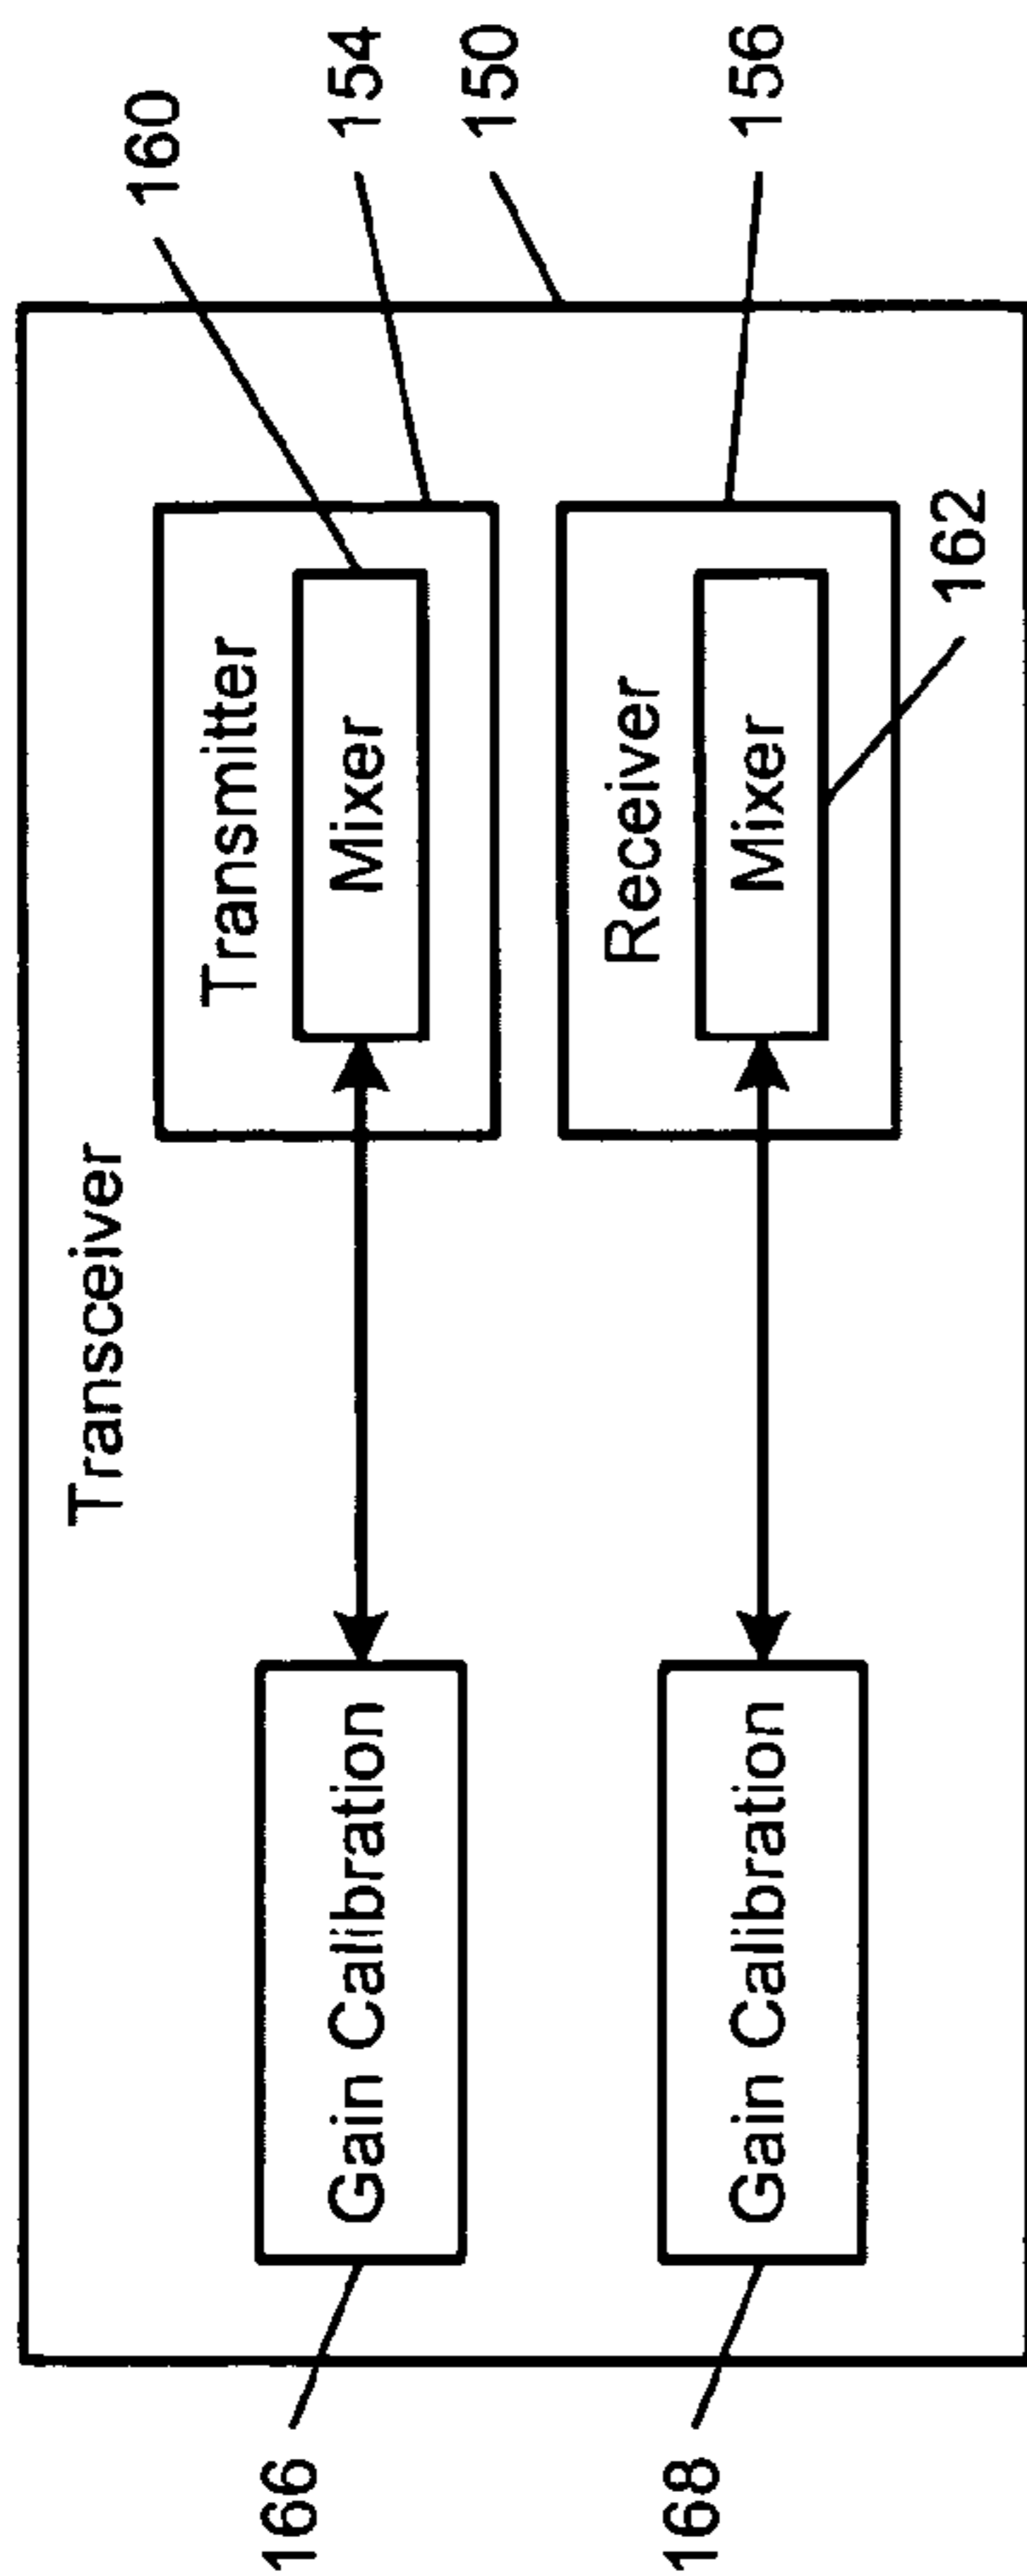 Transceiver
160
154
150
156
162
166
168
Transmitter
Mixer
Receiver
Mixer
Gain Calibration
Gain Calibration